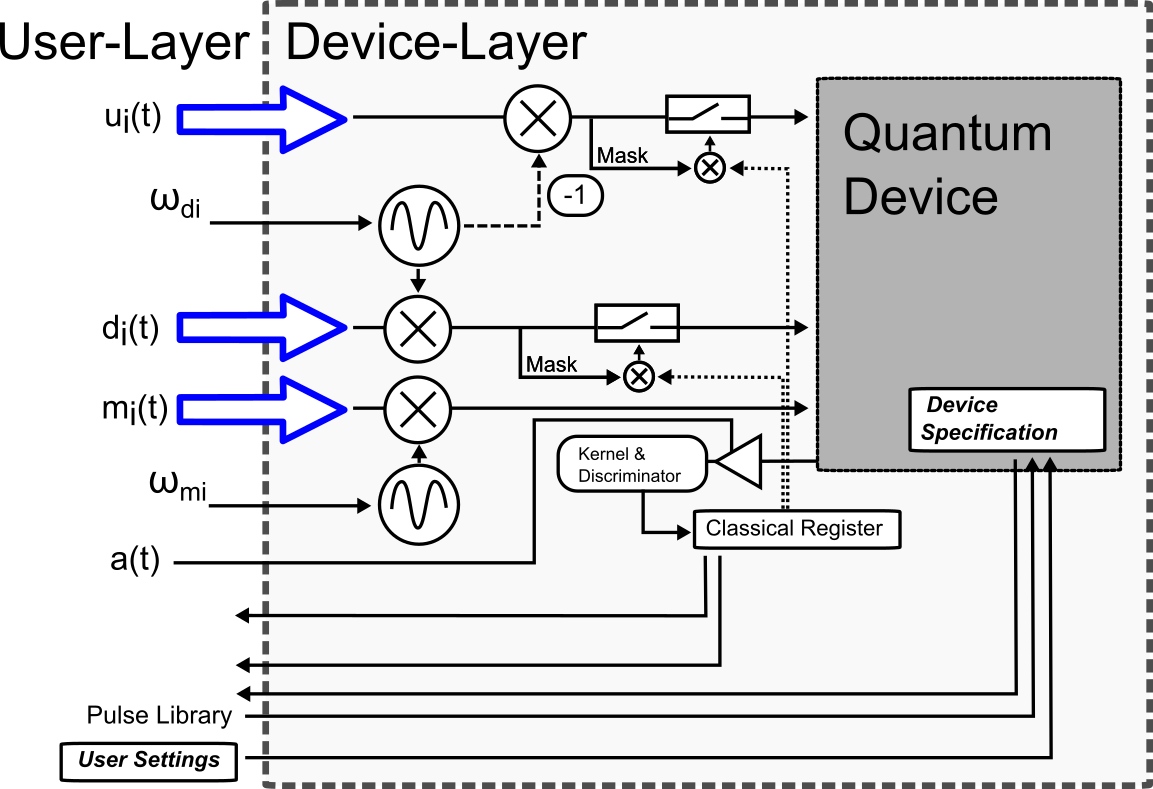 User-Layer
Device-Layer
uᵢ(t)
Quantum
Device
Mask
-1
ωdi
dᵢ(t)
Mask
mᵢ(t)
Device
Specification
Kernel &
Discriminator
ωmi
Classical Register
a(t)
Pulse Library
User Settings